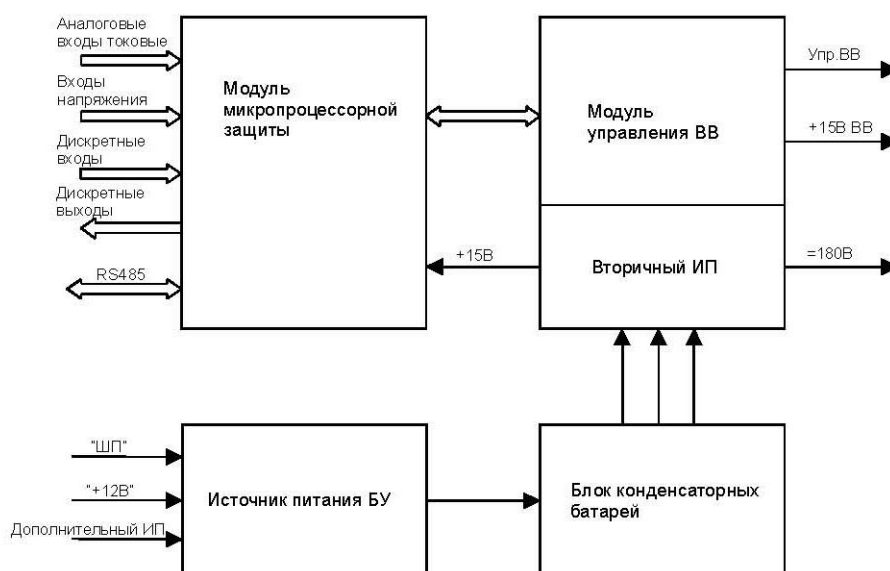 Аналоговые
входы токовые
Входы
напряжения
Дискретные
входы
Дискретные
выходы
RS485
Модуль
микропроцессорной
защиты
Модуль
управления ВВ
Упр.ВВ
+15В ВВ
+15В
Вторичный ИП
=180В
"ШП"
"+12В"
Дополнительный ИП
Источник питания БУ
Блок конденсаторных
батарей